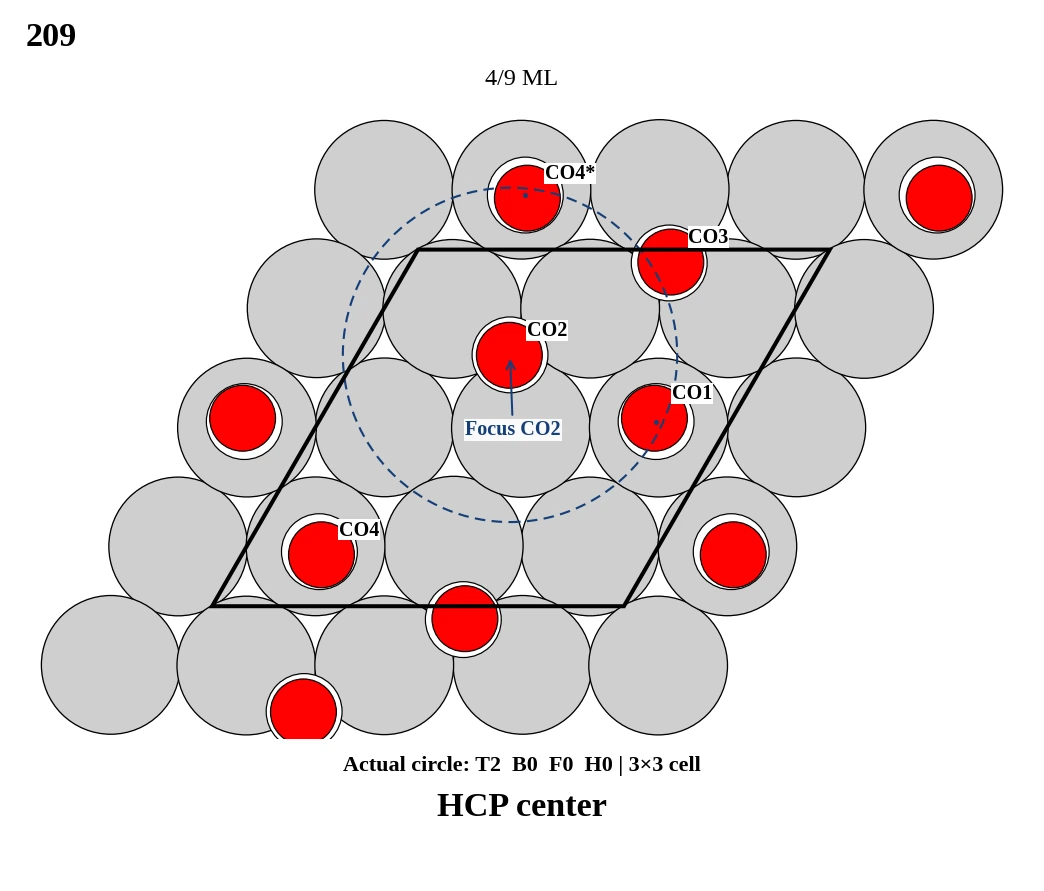 209
4/9 ML
CO4*
CO3
CO2
CO1
Focus CO2
CO4
Actual circle: T2  B0  F0  H0 | 3×3 cell
HCP center